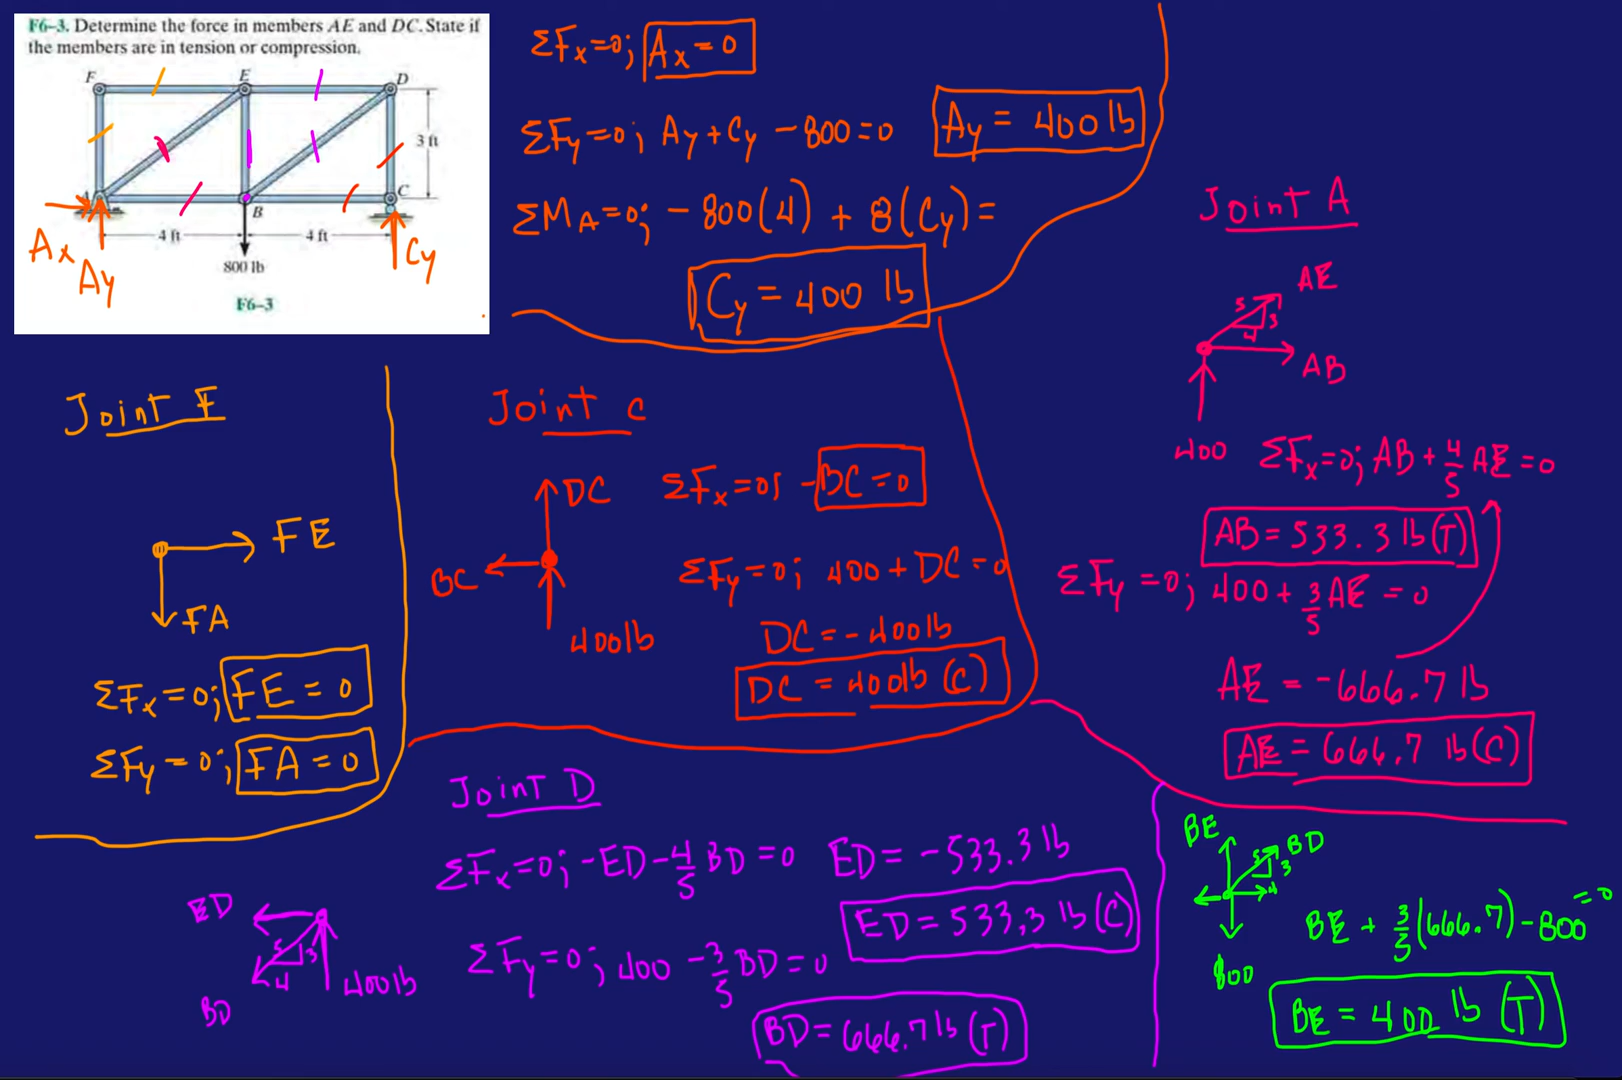 F6–3. Determine the force in members AE and DC. State if
the members are in tension or compression.
F
E
D
3 ft
A
B
C
4 ft
4 ft
800 lb
F6–3
Ax
Ay
Cy
ΣFx=0; Ax=0
ΣFy=0; Ay+Cy -800=0
Ay = 400 lb
ΣMA=0; -800(4) + 8(Cy)=
Cy = 400 lb
Joint F
FE
FA
ΣFx=0; FE=0
ΣFy=0; FA=0
Joint C
DC
BC
400lb
ΣFx=0; -BC=0
ΣFy=0; 400+DC=0
DC=-400lb
DC=400lb (C)
Joint A
AE
5
3
4
AB
400
ΣFx=0; AB+4/5 AE=0
AB=533.3 lb(T)
ΣFy=0; 400+3/5 AE=0
AE=-666.7 lb
AE=666.7 lb(C)
Joint D
ED
5
3
4
BD
400lb
ΣFx=0; -ED-4/5 BD=0
ED=-533.3 lb
ED=533.3 lb(C)
ΣFy=0; 400-3/5 BD=0
BD=666.7 lb(T)
BE
BD
5
3
4
800
BE+3/5(666.7)-800=0
BE=400 lb (T)